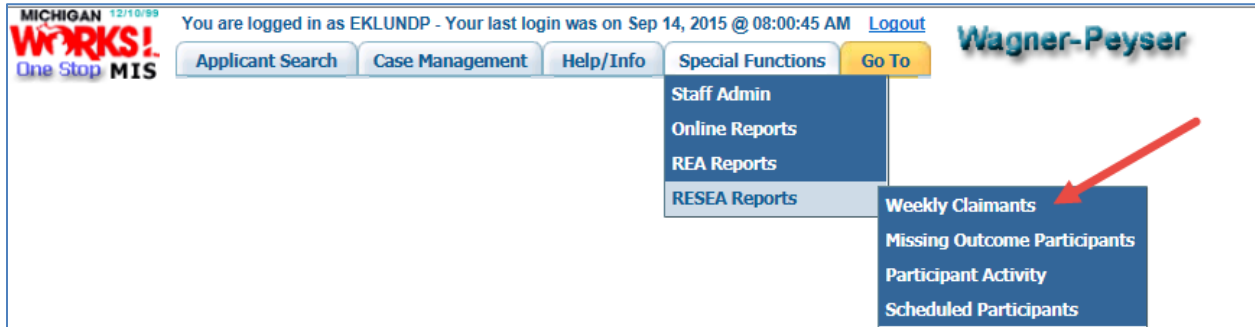 MICHIGAN 12/10/99
WORKS!
One Stop MIS
You are logged in as EKLUNDP - Your last login was on Sep 14, 2015 @ 08:00:45 AM Logout
Wagner-Peyser
Applicant Search Case Management Help/Info Special Functions Go To
Staff Admin
Online Reports
REA Reports
RESEA Reports
Weekly Claimants
Missing Outcome Participants
Participant Activity
Scheduled Participants